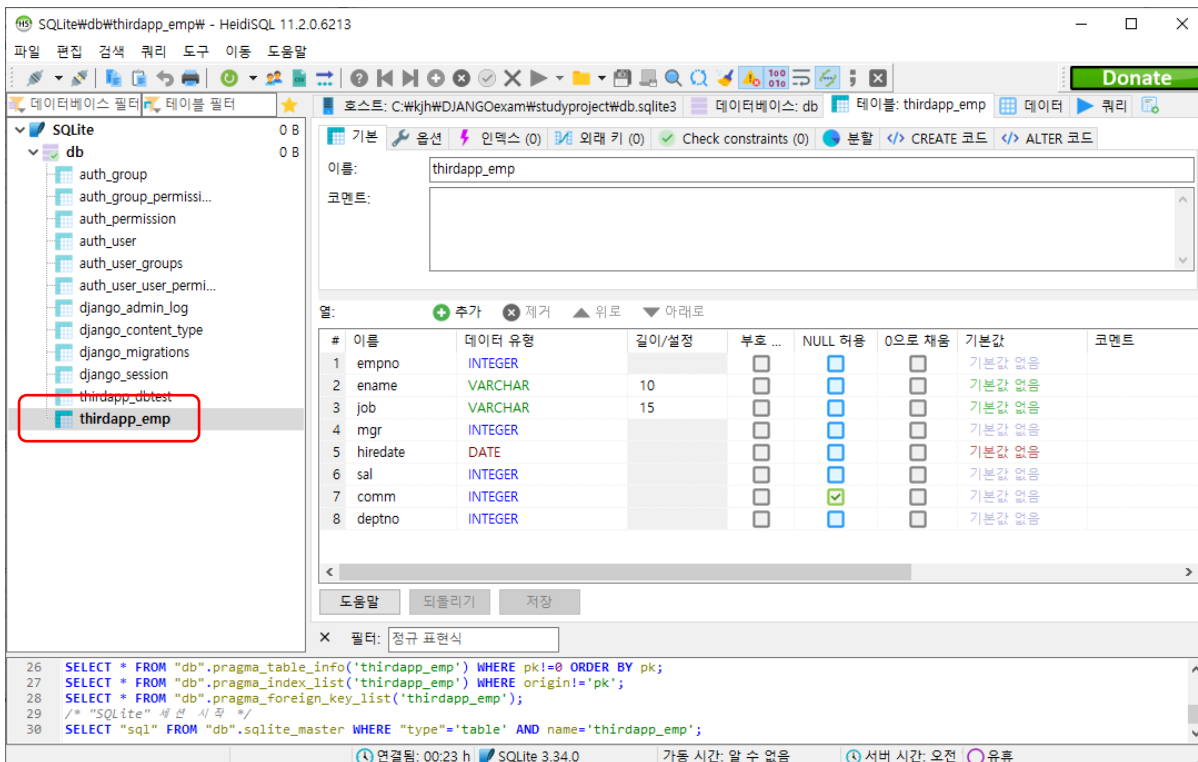 SQLite₩db₩thirdapp_emp₩ - HeidiSQL 11.2.0.6213
파일 편집 검색 쿼리 도구 이동 도움말
Donate
데이터베이스 필터 테이블 필터
호스트: C:₩kjh₩DJANGOexam₩studyproject₩db.sqlite3 데이터베이스: db 테이블: thirdapp_emp 데이터 쿼리
SQLite 0 B
db 0 B
auth_group
auth_group_permissi...
auth_permission
auth_user
auth_user_groups
auth_user_user_permi...
django_admin_log
django_content_type
django_migrations
django_session
thirdapp_dbtest
thirdapp_emp
기본 옵션 인덱스 (0) 외래 키 (0) Check constraints (0) 분할 </> CREATE 코드 </> ALTER 코드
이름: thirdapp_emp
코멘트:
열: 추가 제거 위로 아래로
# 이름 데이터 유형 길이/설정 부호 ... NULL 허용 0으로 채움 기본값 코멘트
1 empno INTEGER 기본값 없음
2 ename VARCHAR 10 기본값 없음
3 job VARCHAR 15 기본값 없음
4 mgr INTEGER 기본값 없음
5 hiredate DATE 기본값 없음
6 sal INTEGER 기본값 없음
7 comm INTEGER 기본값 없음
8 deptno INTEGER 기본값 없음
도움말 되돌리기 저장
필터: 정규 표현식
26 SELECT * FROM "db".pragma_table_info('thirdapp_emp') WHERE pk!=0 ORDER BY pk;
27 SELECT * FROM "db".pragma_index_list('thirdapp_emp') WHERE origin!='pk';
28 SELECT * FROM "db".pragma_foreign_key_list('thirdapp_emp');
29 /* "SQLite" 세션 시작 */
30 SELECT "sql" FROM "db".sqlite_master WHERE "type"='table' AND name='thirdapp_emp';
연결됨: 00:23 h SQLite 3.34.0 가동 시간: 알 수 없음 서버 시간: 오전 유휴